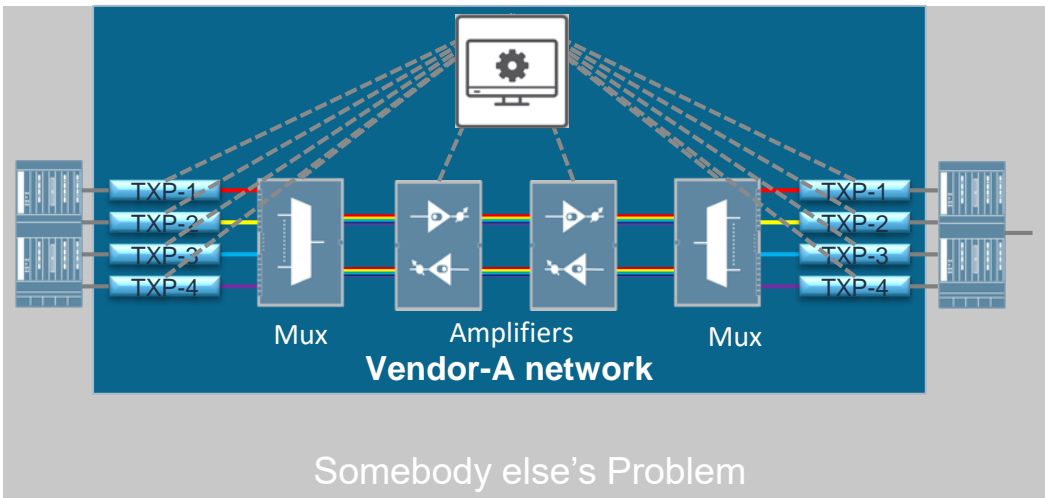 TXP-1
TXP-2
TXP-3
TXP-4
TXP-1
TXP-2
TXP-3
TXP-4
Mux
Amplifiers
Mux
Vendor-A network
Somebody else's Problem